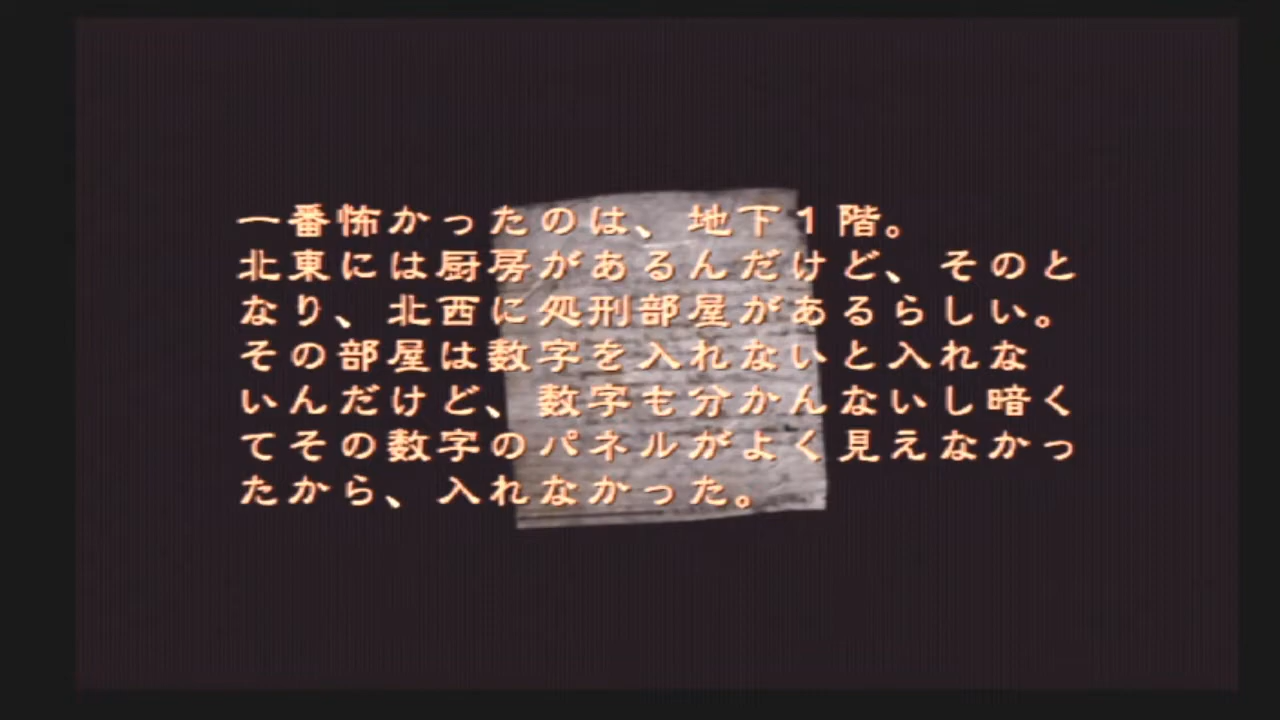 一番怖かったのは、地下1階。
北東には厨房があるんだけど、そのと
なり、北西に処刑部屋があるらしい。
その部屋は数字を入れないと入れな
いんだけど、数字も分かんないし暗く
てその数字のパネルがよく見えなかっ
たから、入れなかった。